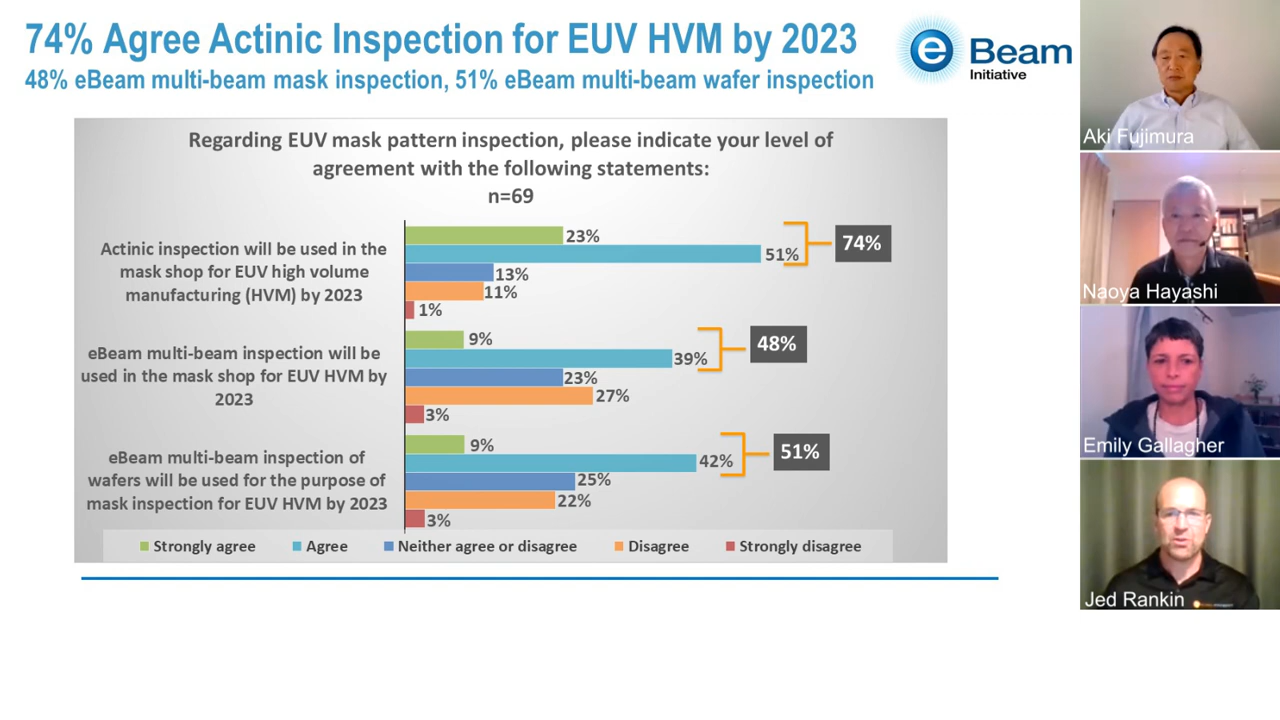 74% Agree Actinic Inspection for EUV HVM by 2023
48% eBeam multi-beam mask inspection, 51% eBeam multi-beam wafer inspection
e Beam
Initiative
Regarding EUV mask pattern inspection, please indicate your level of
agreement with the following statements:
n=69
Actinic inspection will be used in the
mask shop for EUV high volume
manufacturing (HVM) by 2023
23%
51%
13%
11%
1%
74%
eBeam multi-beam inspection will be
used in the mask shop for EUV HVM by
2023
9%
39%
23%
27%
3%
48%
eBeam multi-beam inspection of
wafers will be used for the purpose of
mask inspection for EUV HVM by 2023
9%
42%
25%
22%
3%
51%
Strongly agree
Agree
Neither agree or disagree
Disagree
Strongly disagree
Aki Fujimura
Naoya Hayashi
Emily Gallagher
Jed Rankin